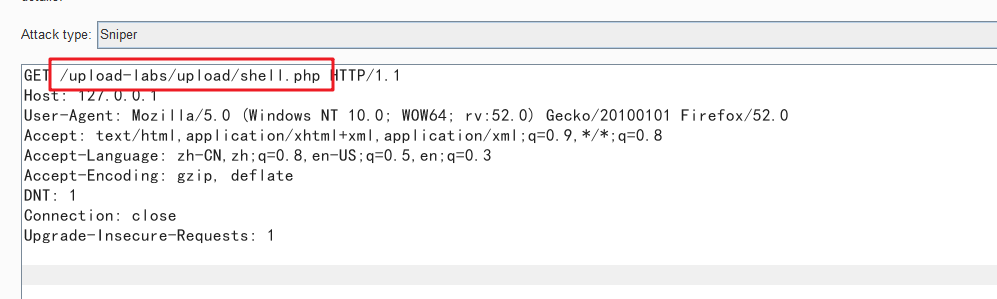 Attack type: Sniper
GET /upload-labs/upload/shell.php HTTP/1.1
Host: 127.0.0.1
User-Agent: Mozilla/5.0 (Windows NT 10.0; WOW64; rv:52.0) Gecko/20100101 Firefox/52.0
Accept: text/html,application/xhtml+xml,application/xml;q=0.9,*/*;q=0.8
Accept-Language: zh-CN,zh;q=0.8,en-US;q=0.5,en;q=0.3
Accept-Encoding: gzip, deflate
DNT: 1
Connection: close
Upgrade-Insecure-Requests: 1